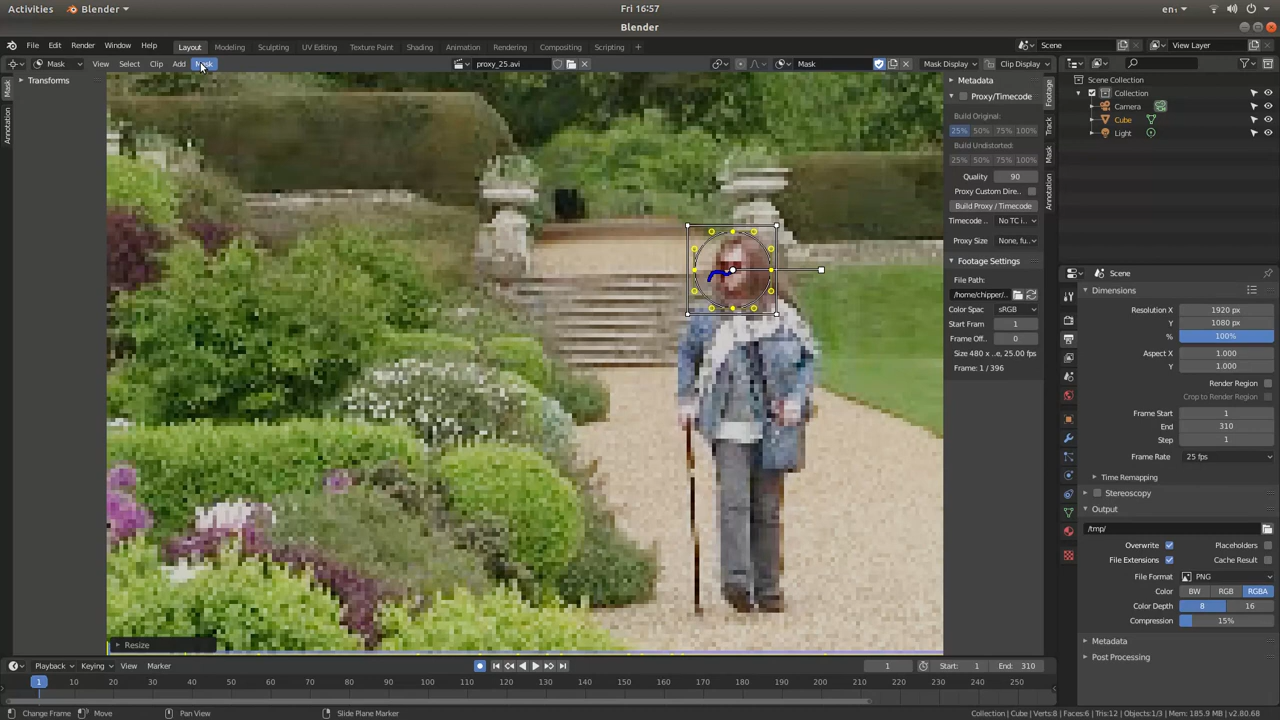 Activities Blender Fri 16:57 en₁
Blender
File Edit Render Window Help Layout Modeling Sculpting UV Editing Texture Paint Shading Animation Rendering Compositing Scripting + Scene View Layer
Mask View Select Clip Add Mask proxy_25.avi Mask Mask Display Clip Display
Transforms
Mask
Annotation
Metadata
Proxy/Timecode
Build Original:
25% 50% 75% 100%
Build Undistorted:
25% 50% 75% 100%
Quality 90
Proxy Custom Dire..
Build Proxy / Timecode
Timecode .. No TC i..
Proxy Size None, fu..
Footage Settings
File Path:
/home/chipper/..
Color Spac sRGB
Start Fram 1
Frame Off.. 0
Size 480 x ..e, 25.00 fps
Frame: 1 / 396
Footage
Track
Mask
Annotation
Scene Collection
Collection
Camera
Cube
Light
Scene
Dimensions
Resolution X 1920 px
Y 1080 px
% 100%
Aspect X 1.000
Y 1.000
Render Region
Crop to Render Region
Frame Start 1
End 310
Step 1
Frame Rate 25 fps
Time Remapping
Stereoscopy
Output
/tmp/
Overwrite Placeholders
File Extensions Cache Result
File Format PNG
Color BW RGB RGBA
Color Depth 8 16
Compression 15%
Metadata
Post Processing
Resize
Playback Keying View Marker 1 Start: 1 End: 310
1 10 20 30 40 50 60 70 80 90 100 110 120 130 140 150 160 170 180 190 200 210 220 230 240 250
Change Frame Move Pan View Slide Plane Marker Collection | Cube | Verts:8 | Faces:6 | Tris:12 | Objects:1/3 | Mem: 185.9 MB | v2.80.68